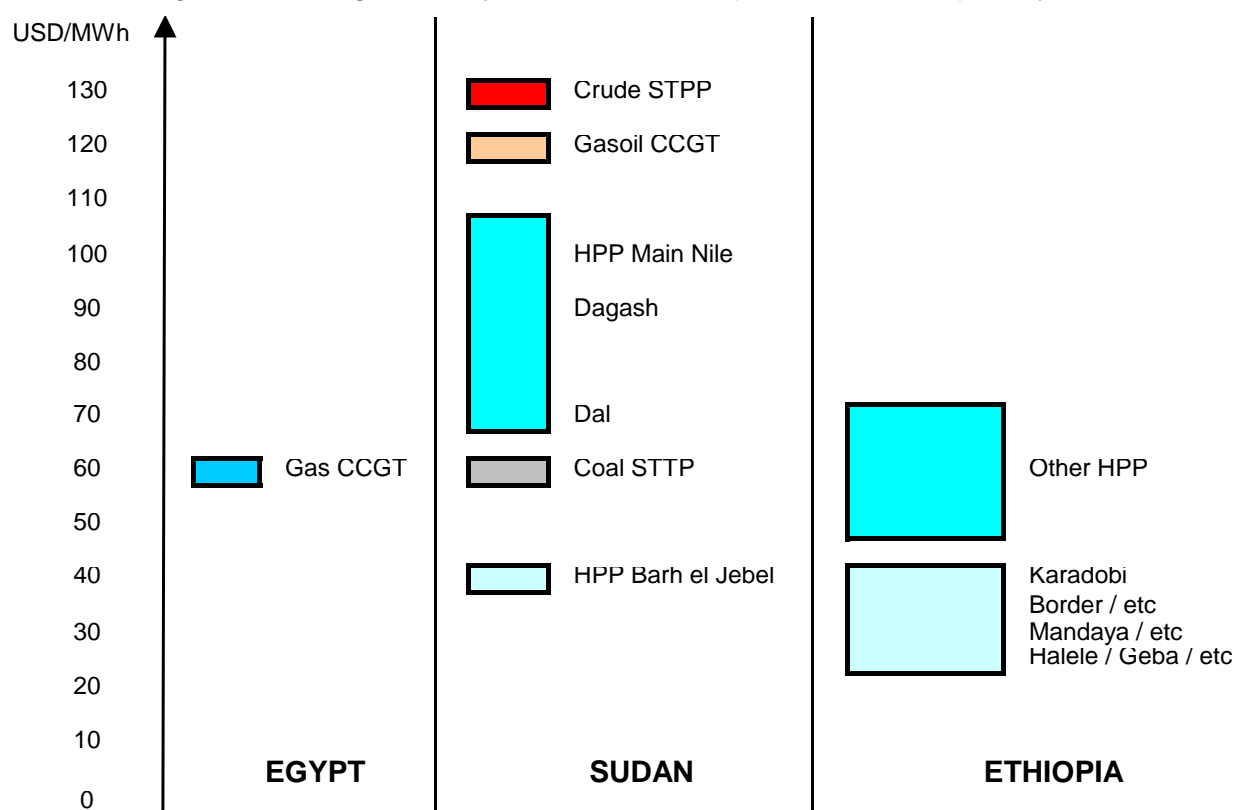 USD/MWh
130 Crude STPP
120 Gasoil CCGT
110
100 HPP Main Nile
90 Dagash
80
70 Dal
60 Gas CCGT Coal STTP Other HPP
50
40 HPP Barh el Jebel Karadobi
Border / etc
30 Mandaya / etc
Halele / Geba / etc
20
10
EGYPT SUDAN ETHIOPIA
0